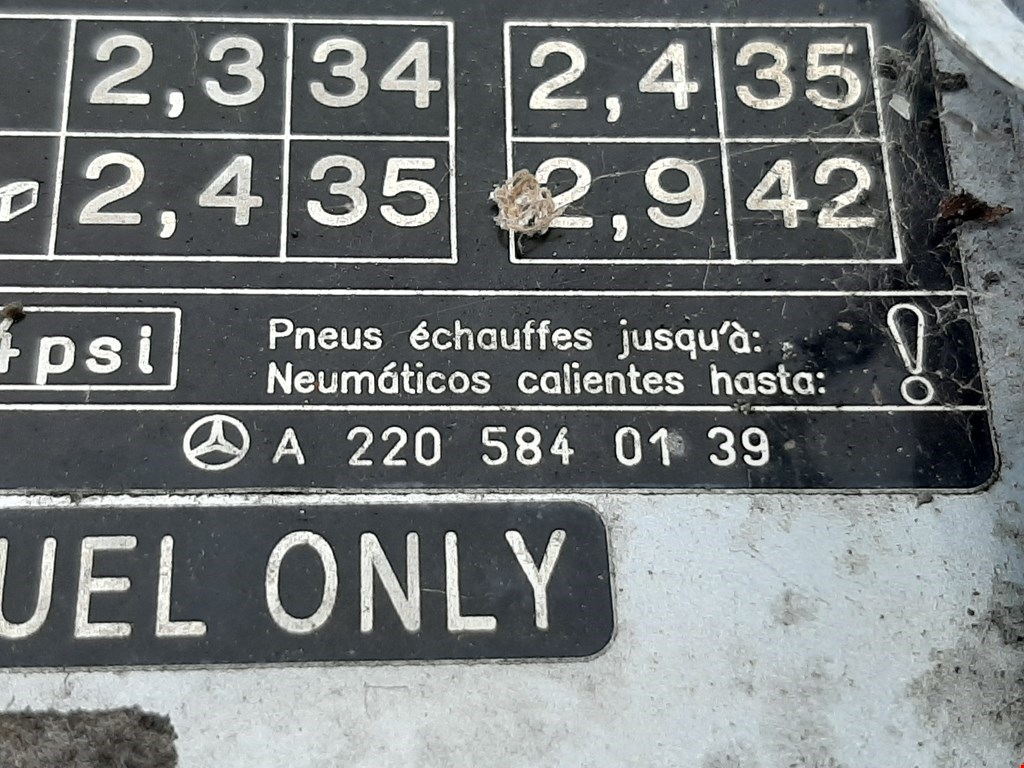 2,3 34 2,4 35
2,4 35 2,9 42
psi
Pneus échauffes jusqu'à: !
Neumáticos calientes hasta:
A 220 584 01 39
UEL ONLY